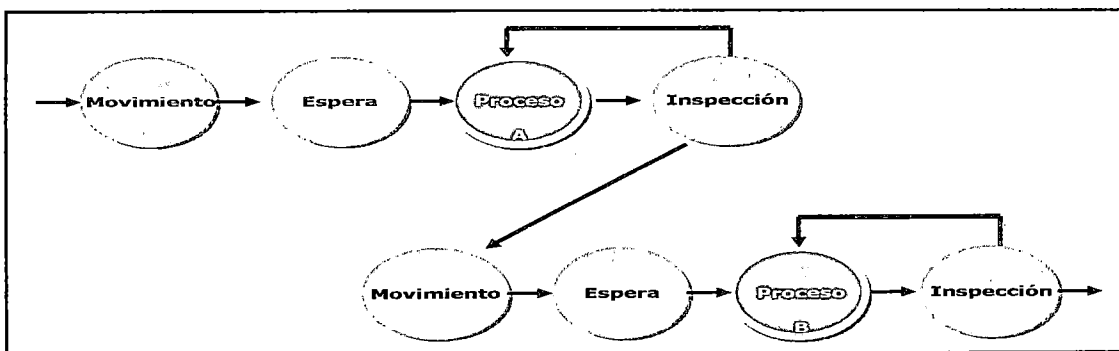 Movimiento
Espera
Proceso
A
Inspección
Movimiento
Espera
Proceso
B
Inspección